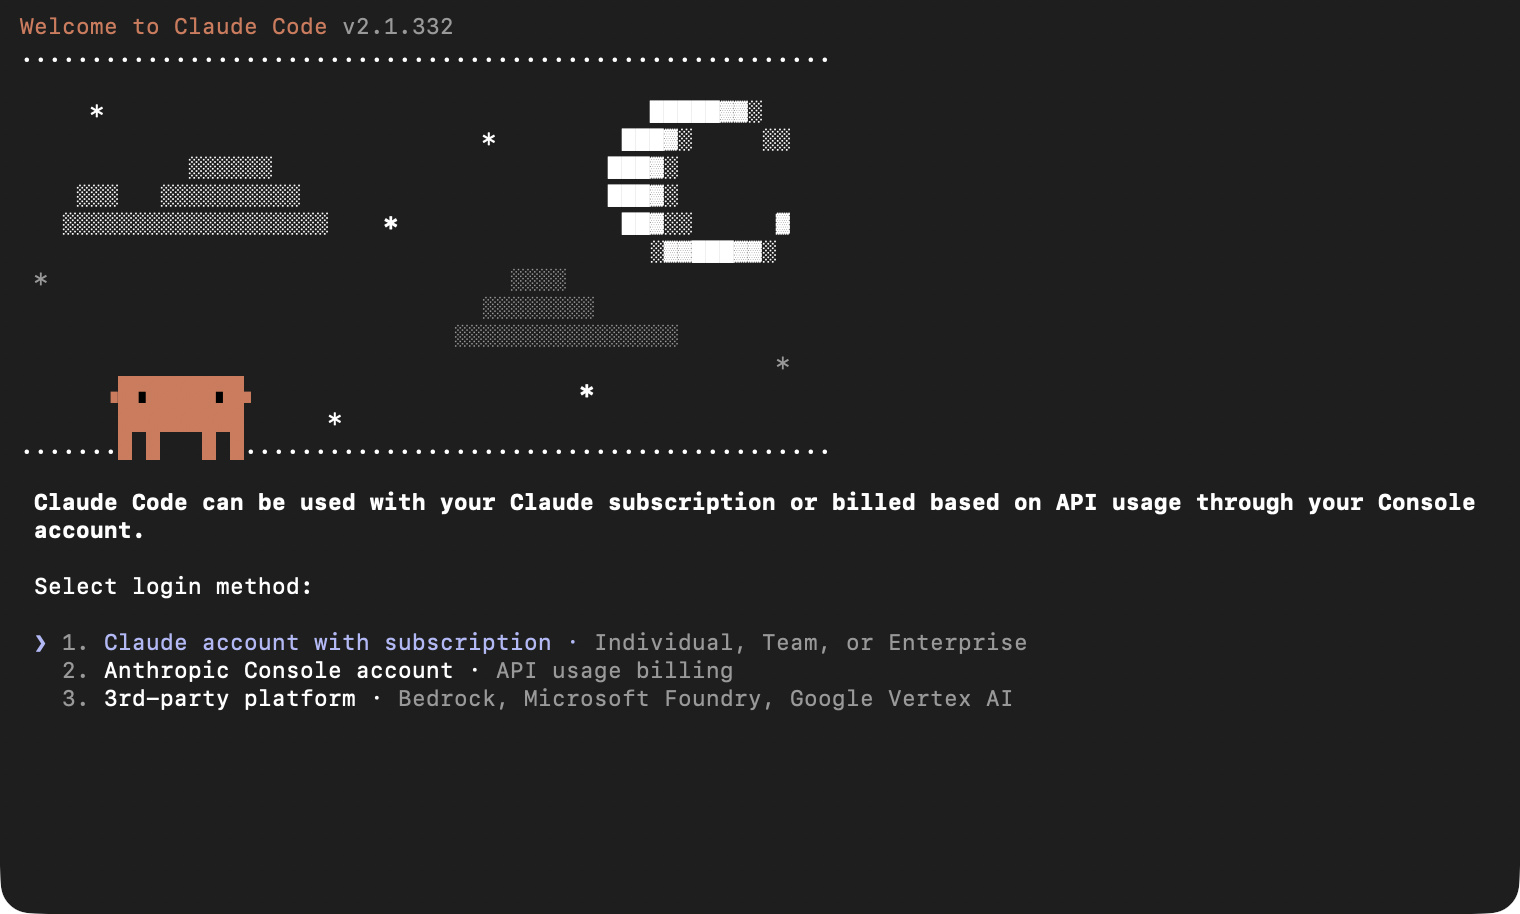 Welcome to Claude Code v2.1.332
Claude Code can be used with your Claude subscription or billed based on API usage through your Console
account.
Select login method:
❯ 1. Claude account with subscription · Individual, Team, or Enterprise
2. Anthropic Console account · API usage billing
3. 3rd-party platform · Bedrock, Microsoft Foundry, Google Vertex AI